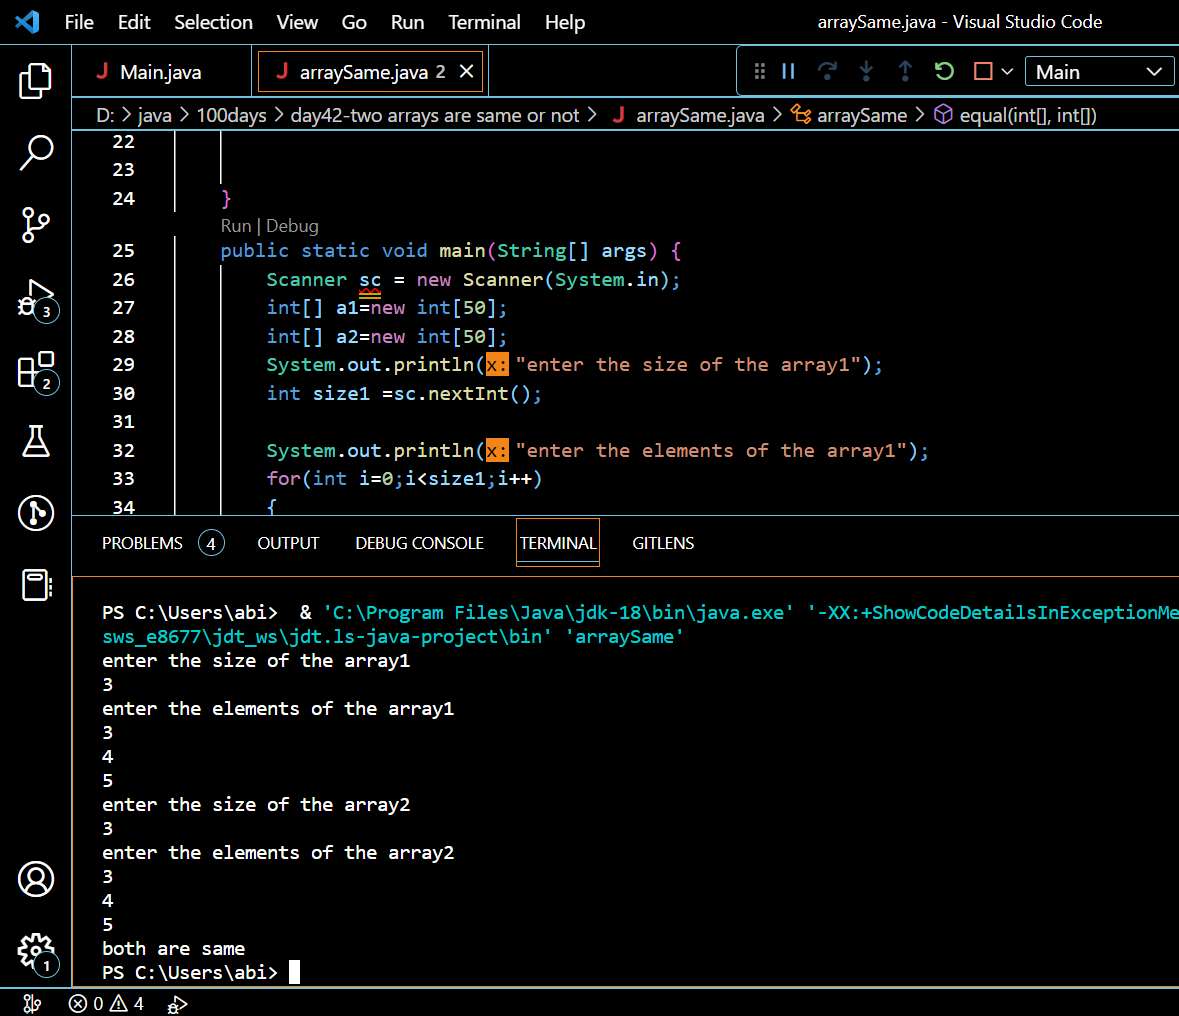 File Edit Selection View Go Run Terminal Help arraySame.java - Visual Studio Code
J Main.java J arraySame.java 2 Main
D: > java > 100days > day42-two arrays are same or not > J arraySame.java > arraySame > equal(int[], int[])
22
23
24 }
Run | Debug
25 public static void main(String[] args) {
26 Scanner sc = new Scanner(System.in);
27 int[] a1=new int[50];
28 int[] a2=new int[50];
29 System.out.println(x: "enter the size of the array1");
30 int size1 =sc.nextInt();
31
32 System.out.println(x: "enter the elements of the array1");
33 for(int i=0;i<size1;i++)
34 {
3
2
PROBLEMS 4 OUTPUT DEBUG CONSOLE TERMINAL GITLENS
PS C:\Users\abi> & 'C:\Program Files\Java\jdk-18\bin\java.exe' '-XX:+ShowCodeDetailsInExceptionMe
sws_e8677\jdt_ws\jdt.ls-java-project\bin' 'arraySame'
enter the size of the array1
3
enter the elements of the array1
3
4
5
enter the size of the array2
3
enter the elements of the array2
3
4
5
both are same
PS C:\Users\abi>
1
0 4